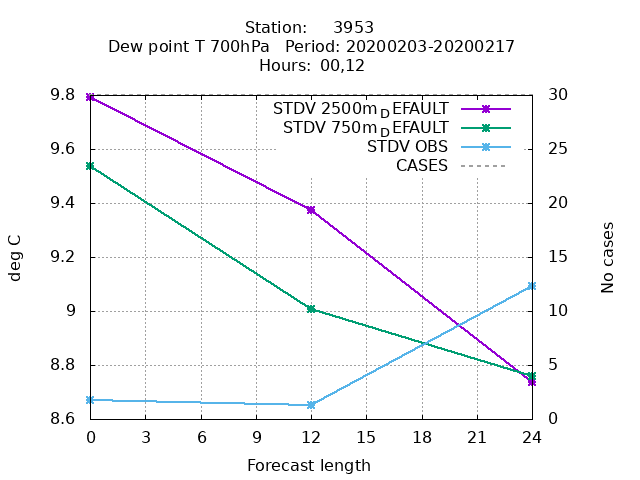 Station:     3953
Dew point T 700hPa   Period: 20200203-20200217
Hours:  00,12
9.8
9.6
9.4
9.2
9
8.8
8.6
30
25
20
15
10
5
0
STDV 2500m_DEFAULT
STDV 750m_DEFAULT
STDV OBS
CASES
deg C
No cases
0 3 6 9 12 15 18 21 24
Forecast length